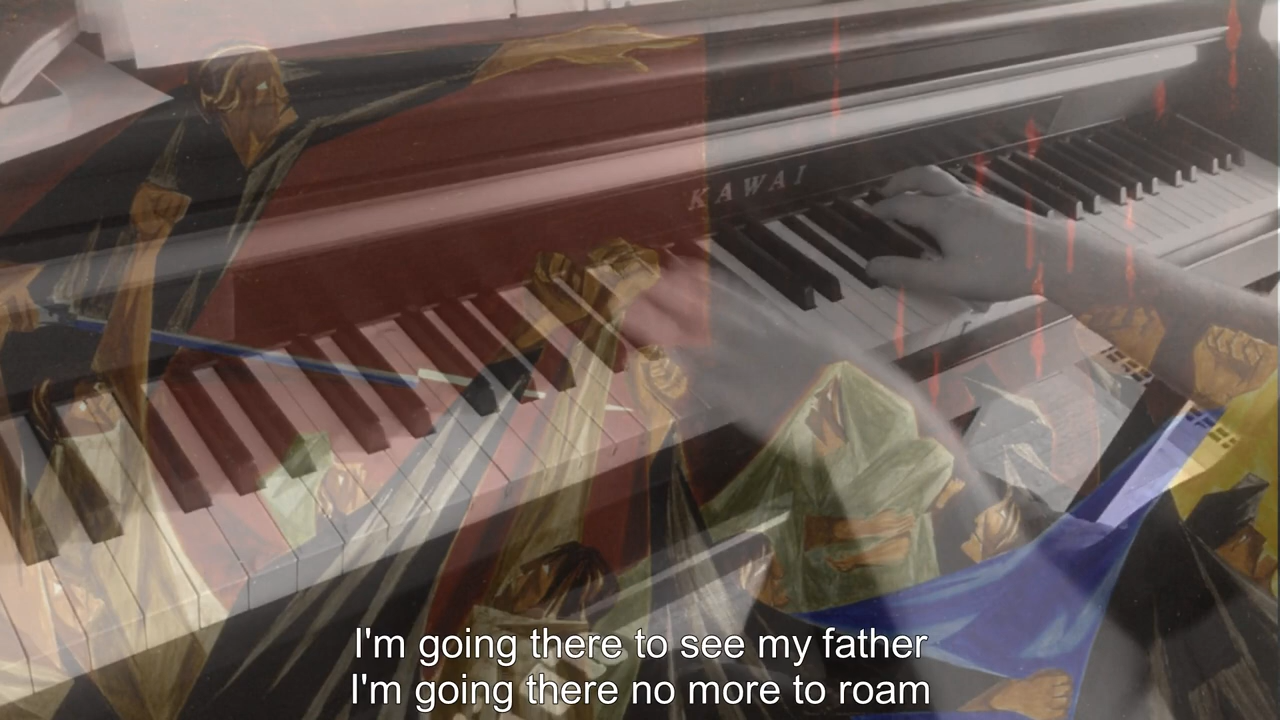 KAWAI
I'm going there to see my father
I'm going there no more to roam